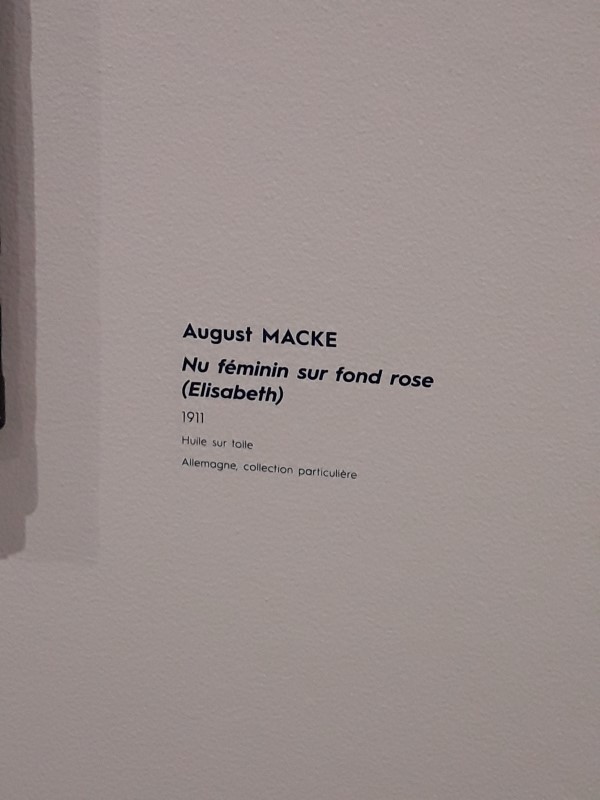 August MACKE
Nu féminin sur fond rose
(Elisabeth)
1911
Huile sur toile
Allemagne, collection particulière